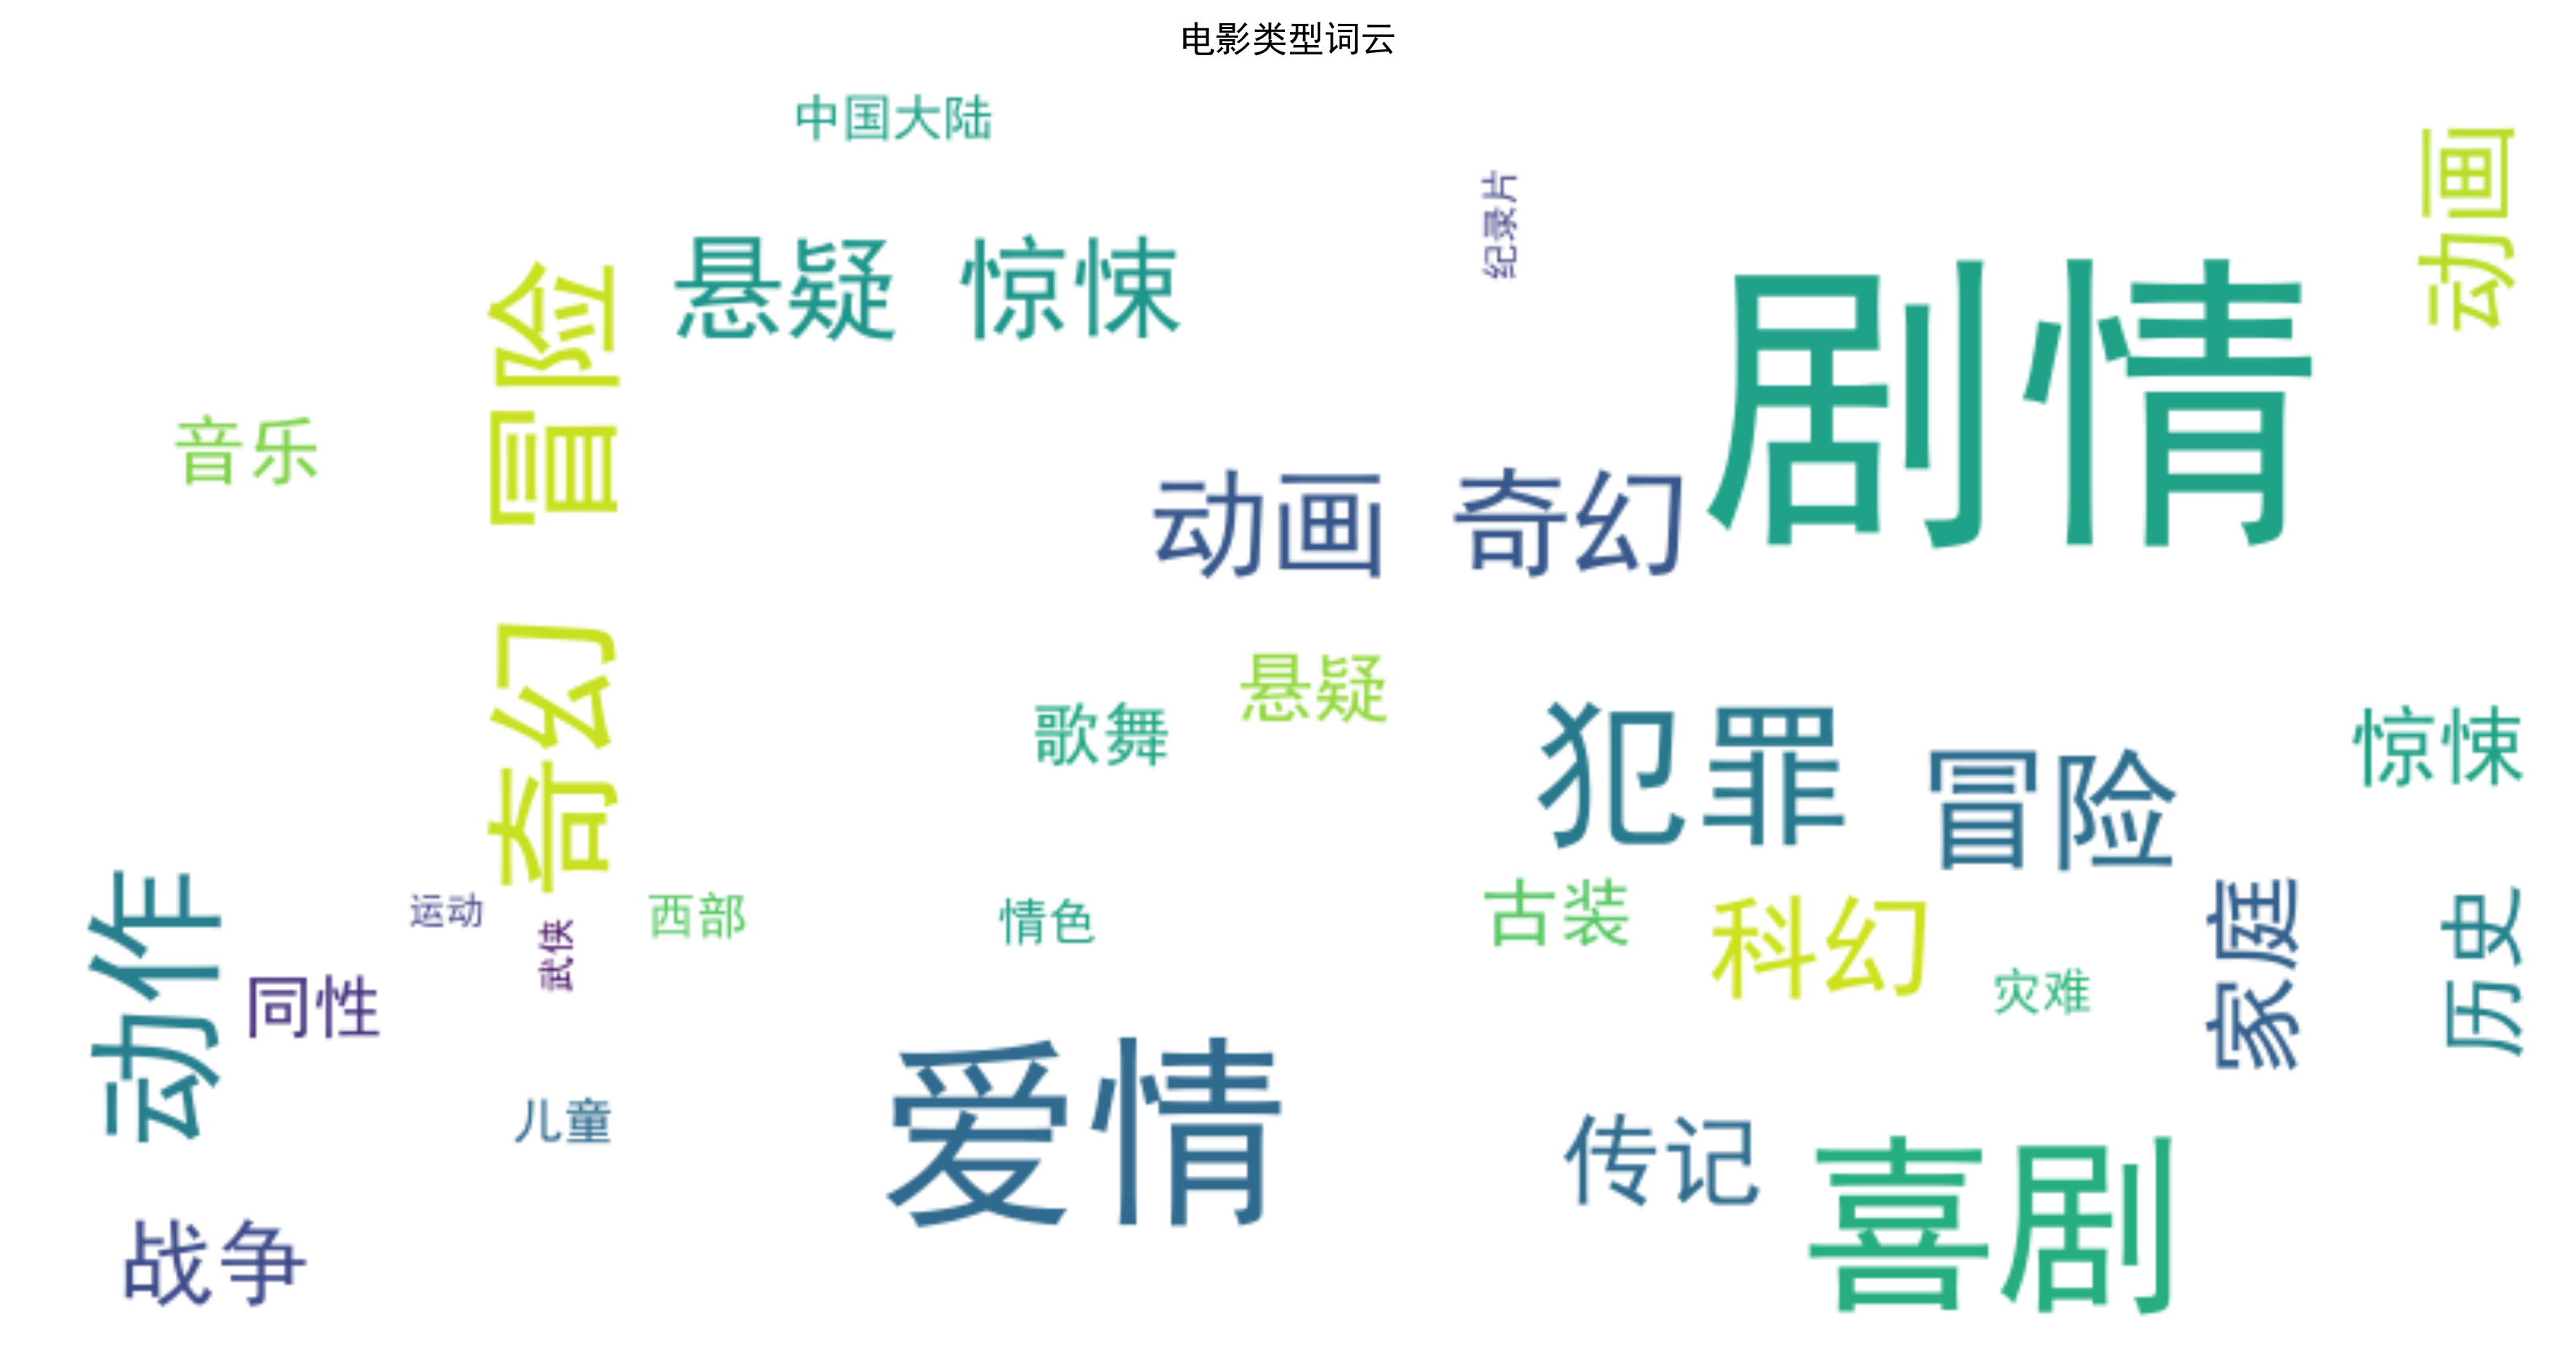 电影类型词云
中国大陆
动画
纪录片
悬疑 惊悚
剧情
奇幻 冒险
音乐
动画 奇幻
悬疑
歌舞
犯罪
惊悚
冒险
动作
运动
西部
情色
古装
科幻
家庭
历史
武侠
同性
灾难
爱情
儿童
传记
喜剧
战争